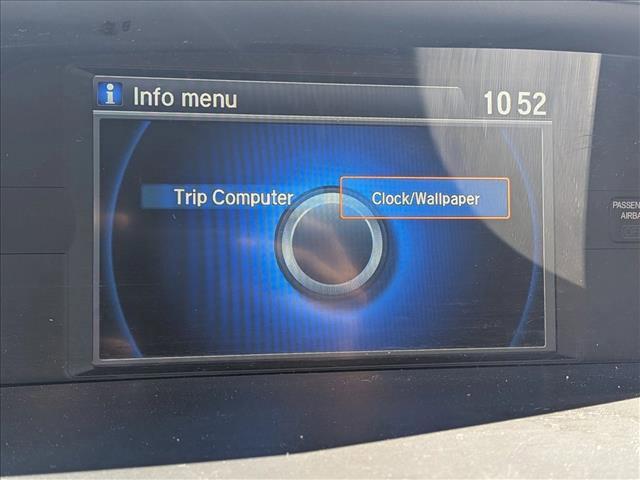 i Info menu 10:52
Trip Computer Clock/Wallpaper
PASSEN
AIRBA